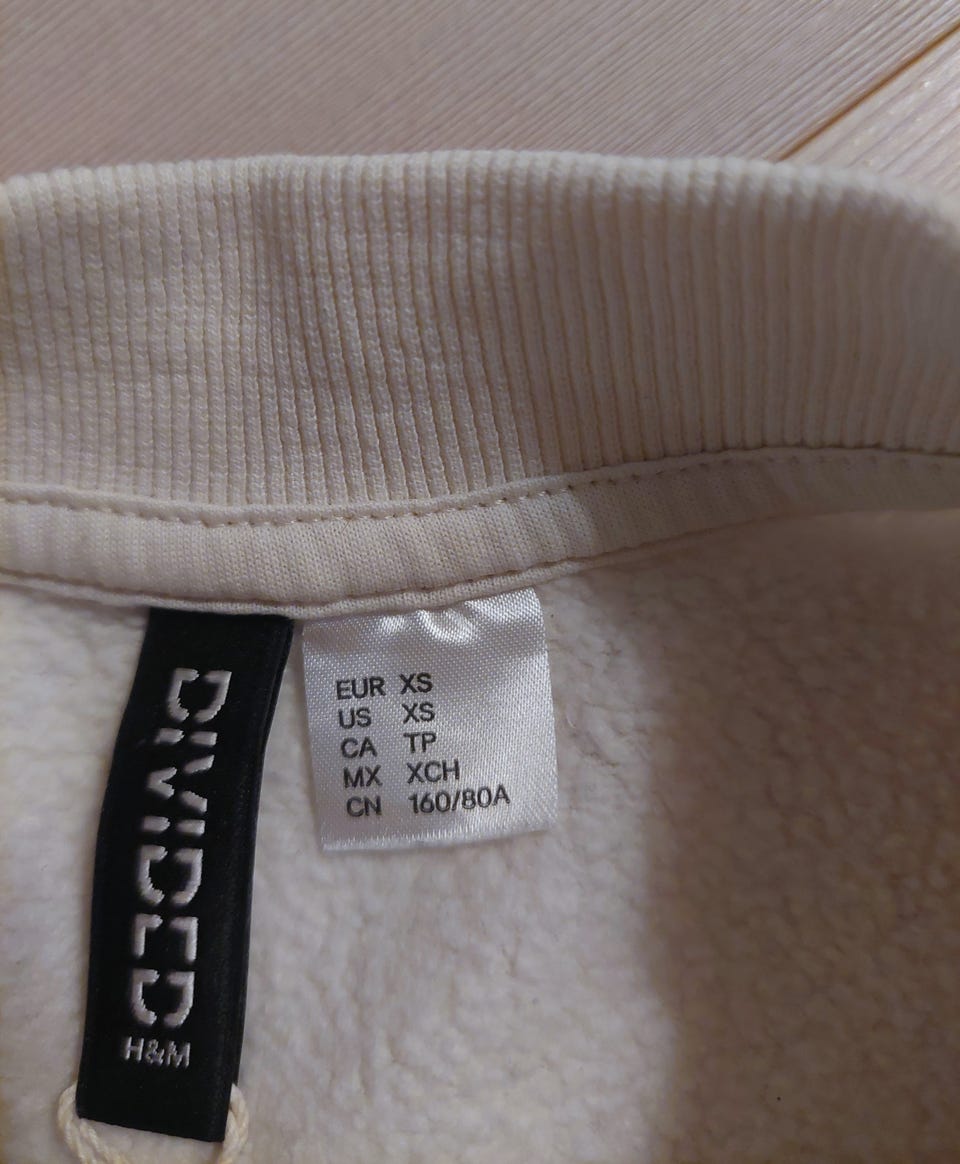 DIVIDED
H&M
EUR XS
US XS
CA TP
MX XCH
CN 160/80A